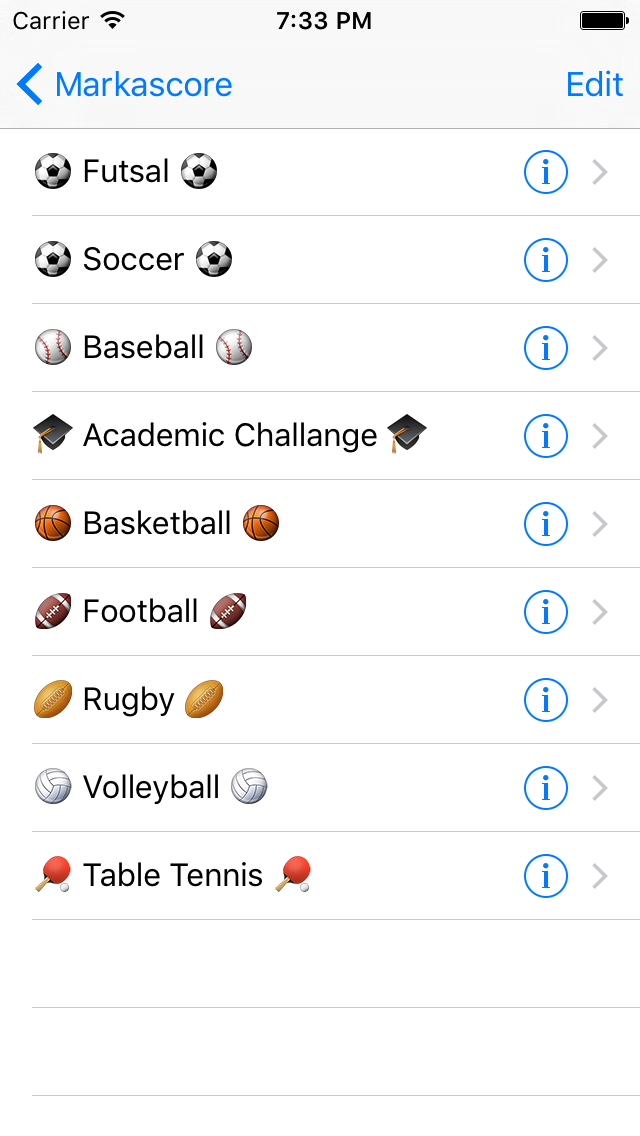 Carrier 7:33 PM
Markascore Edit
Futsal
Soccer
Baseball
Academic Challange
Basketball
Football
Rugby
Volleyball
Table Tennis